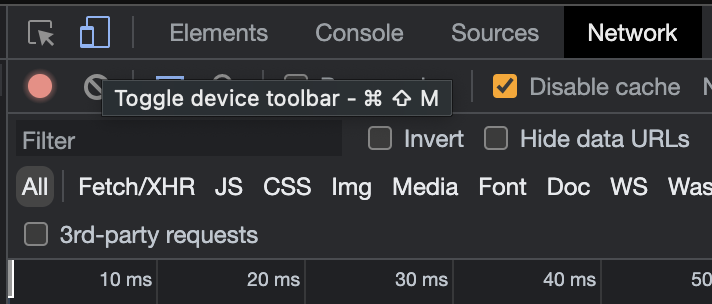 Elements Console Sources Network
Toggle device toolbar - ⌘ ⇧ M
Disable cache
Filter Invert Hide data URLs
All Fetch/XHR JS CSS Img Media Font Doc WS Was
3rd-party requests
10 ms 20 ms 30 ms 40 ms 50